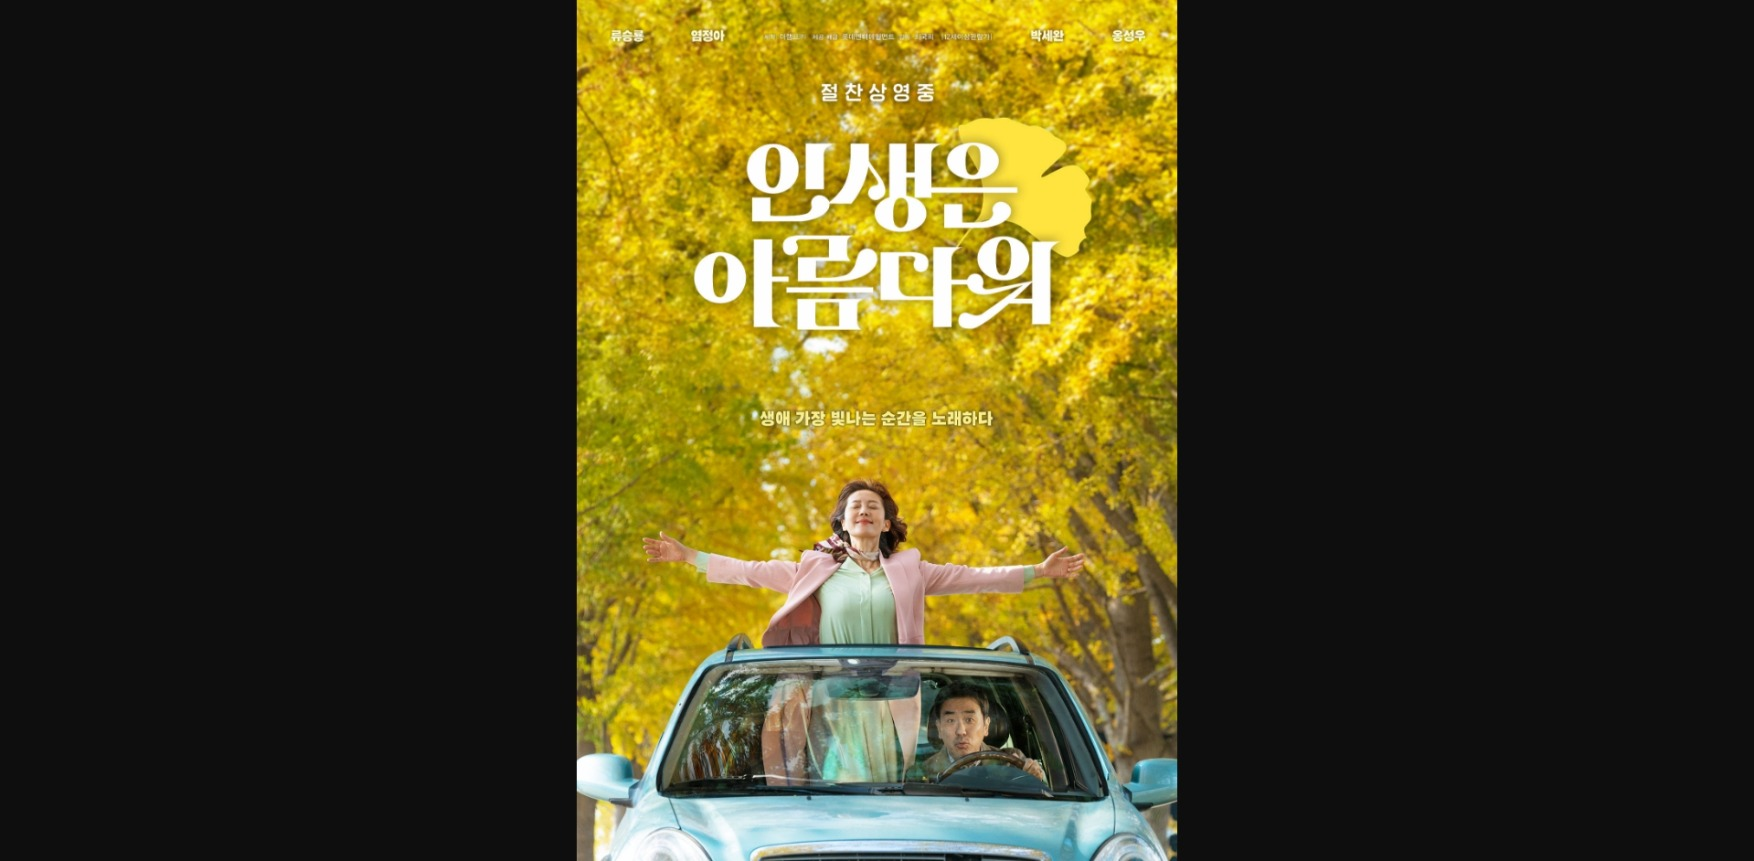 류승룡 염정아 박세완 옹성우
절찬상영중
인생은
아름다워
생애 가장 빛나는 순간을 노래하다